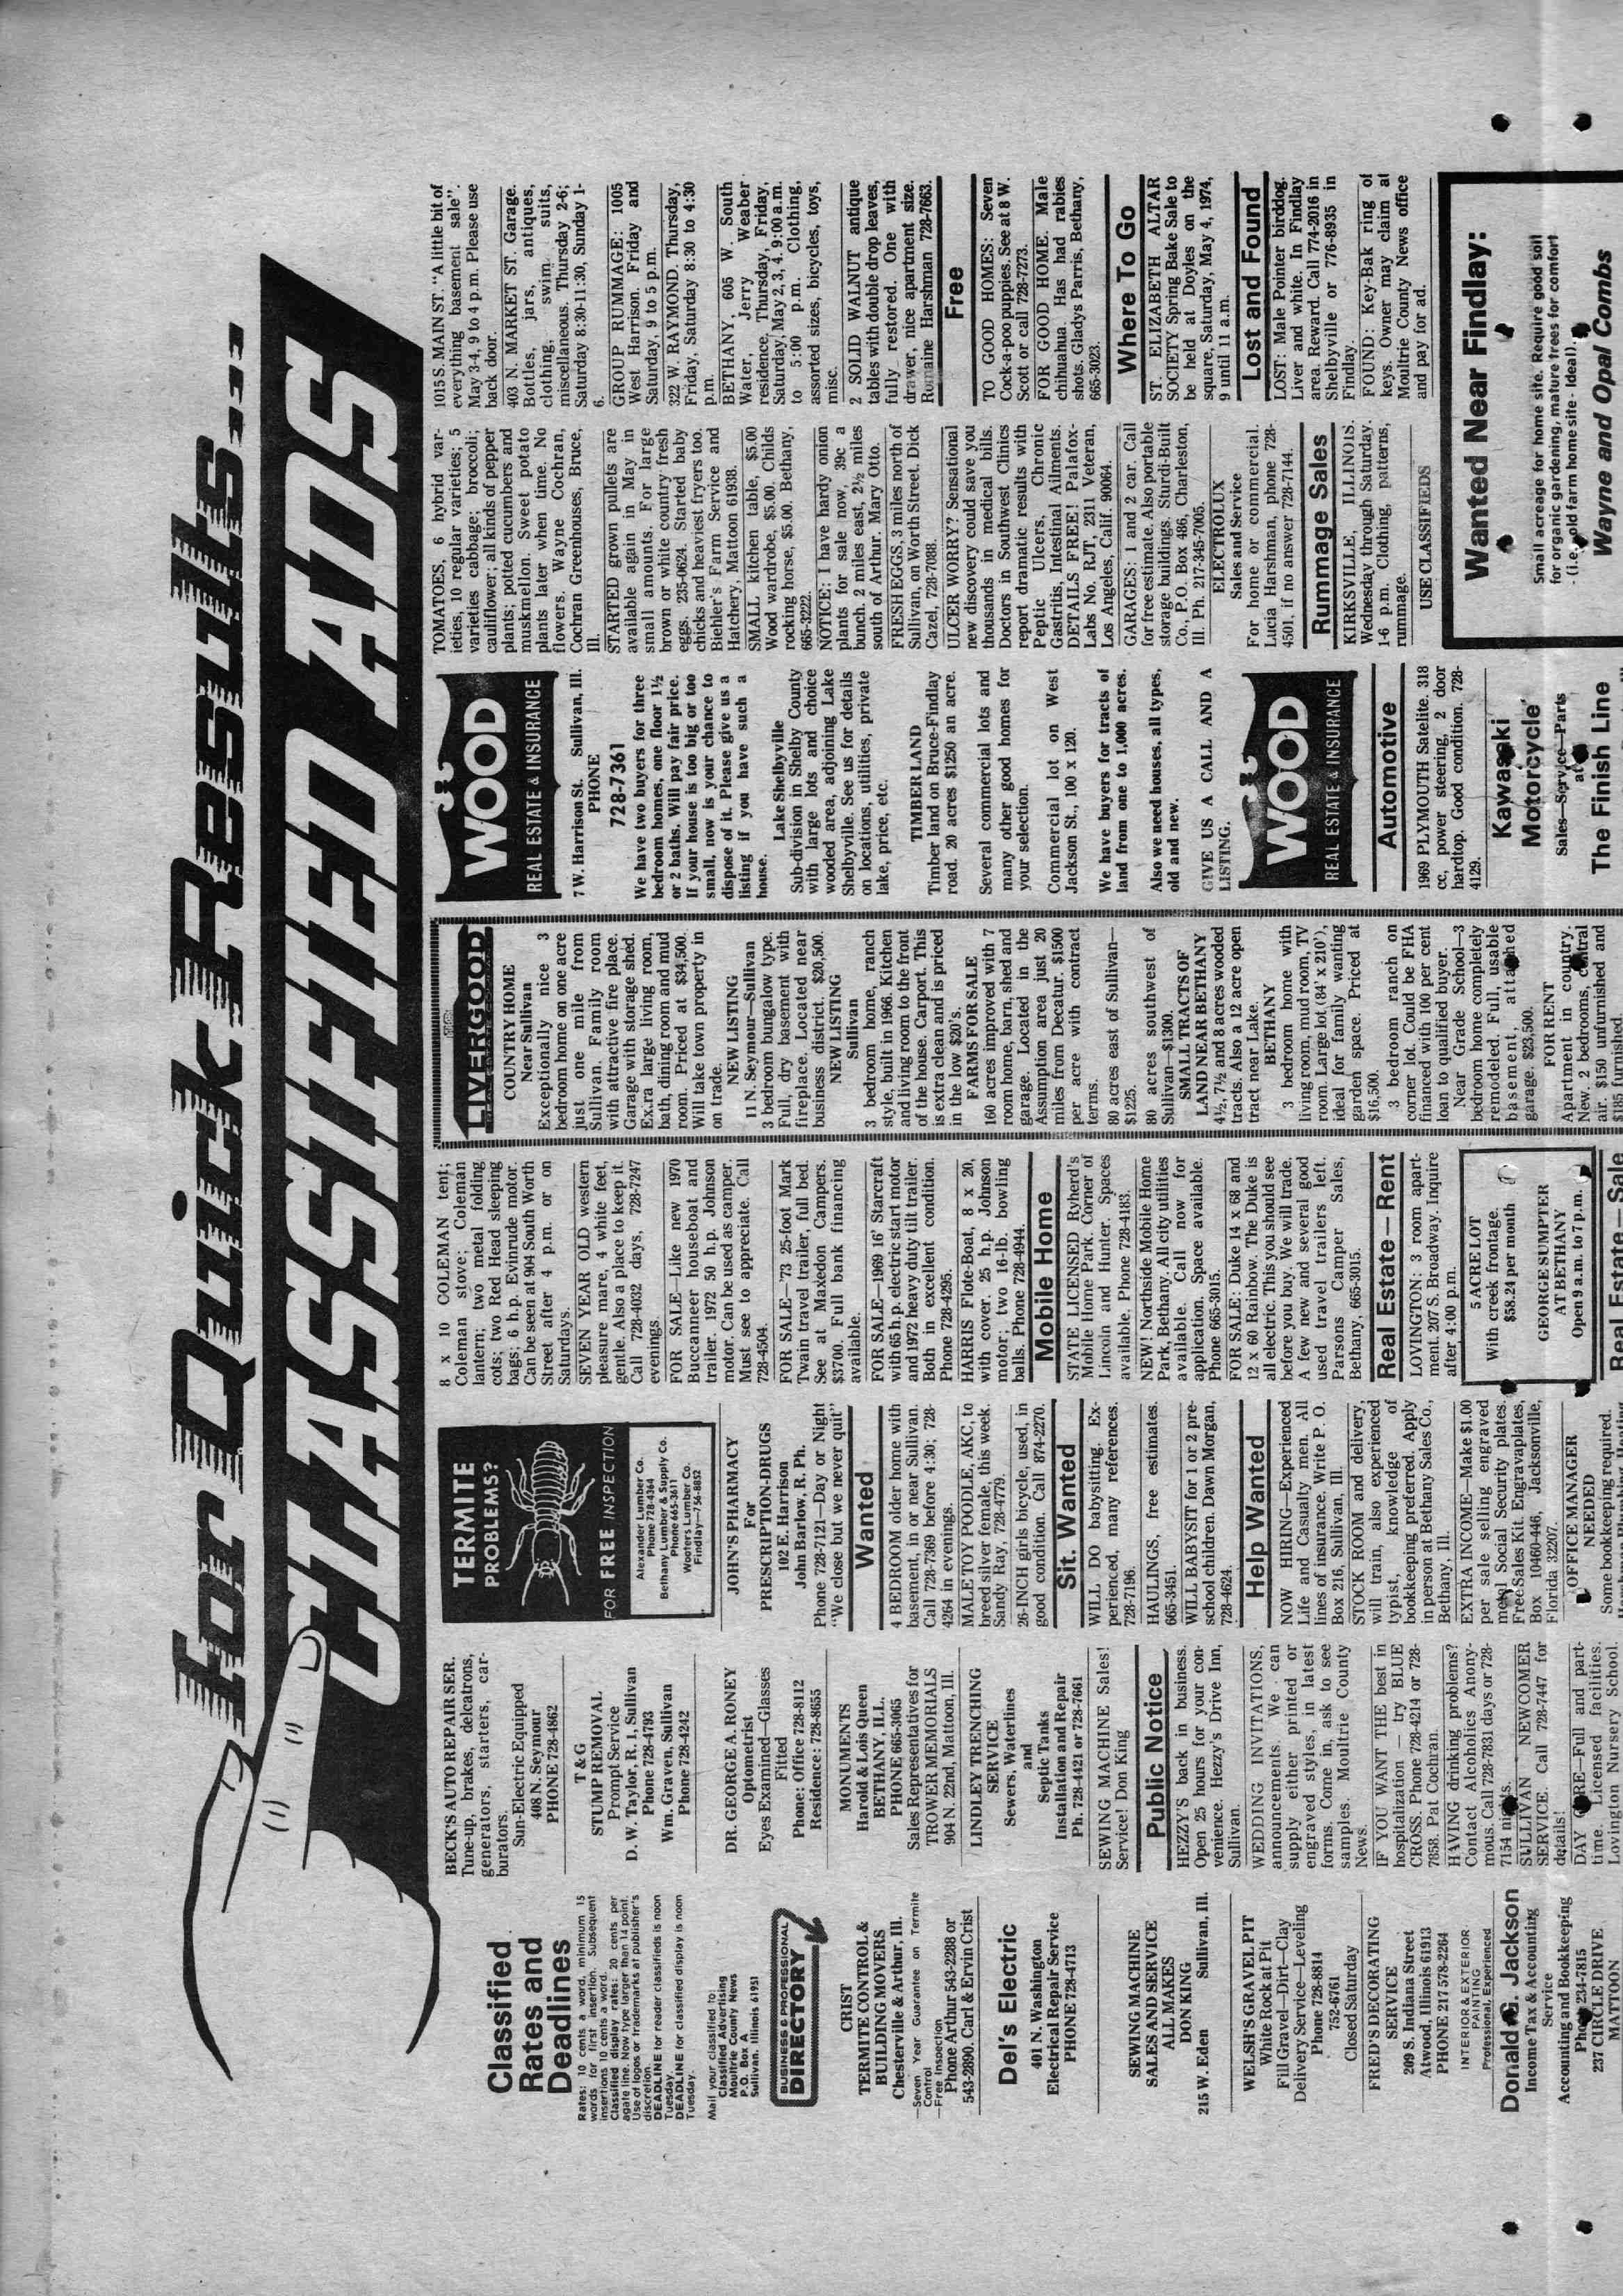 for Quick Results...
CLASSIFIED ADS
Classified
Rates and
Deadlines
Rates: 10 cents a word, minimum 15
words for first insertion. Subsequent
insertions 10 cents a word.
Classified display rates: 20 cents per
agate line. Now type larger than 14 point.
Use of logos or trademarks at publisher's
discretion.
DEADLINE for reader classifieds is noon
Tuesday.
DEADLINE for classified display is noon
Tuesday.
Mail your classified to:
Classified Advertising
Moultrie County News
P.O. Box A
Sullivan, Illinois 61951
BUSINESS & PROFESSIONAL
DIRECTORY
CRIST
TERMITE CONTROL &
BUILDING MOVERS
Chesterville & Arthur, Ill.
—Seven Year Guarantee on Termite
Control
—Free Inspection
Phone Arthur 543-2288 or
543-2890. Carl & Ervin Crist
Del's Electric
401 N. Washington
Electrical Repair Service
PHONE 728-4713
SEWING MACHINE
SALES AND SERVICE
ALL MAKES
DON KING
215 W. Eden Sullivan, Ill.
WELSH'S GRAVEL PIT
White Rock at Pit
Fill Gravel—Dirt—Clay
Delivery Service—Leveling
Phone 728-8814
752-6761
Closed Saturday
FRED'S DECORATING
SERVICE
209 S. Indiana Street
Atwood, Illinois 61913
PHONE 217 578-2264
INTERIOR & EXTERIOR
PAINTING
Professional, Experienced
Donald G. Jackson
Income Tax & Accounting
Service
Accounting and Bookkeeping
Phone 234-7815
237 CIRCLE DRIVE
MATTOON
BECK'S AUTO REPAIR SER.
Tune-up, brakes, delcatrons,
generators, starters, car-
burators.
Sun-Electric Equipped
408 N. Seymour
PHONE 728-4862
T & G
STUMP REMOVAL
Prompt Service
D. W. Taylor, R. 1, Sullivan
Phone 728-4793
Wm. Graven, Sullivan
Phone 728-4242
DR. GEORGE A. RONEY
Optometrist
Eyes Examined—Glasses
Fitted
Phone: Office 728-8112
Residence: 728-8655
MONUMENTS
Harold & Lois Queen
BETHANY, ILL.
PHONE 665-3065
Sales Representatives for
TROWER MEMORIALS
904 N. 22nd, Mattoon, Ill.
LINDLEY TRENCHING
SERVICE
Sewers, Waterlines
and
Septic Tanks
Installation and Repair
Ph. 728-4421 or 728-7661
SEWING MACHINE Sales!
Service! Don King
Public Notice
HEZZY'S back in business.
Open 25 hours for your con-
venience. Hezzy's Drive Inn,
Sullivan.
WEDDING INVITATIONS,
announcements. We can
supply either printed or
engraved styles, in latest
forms. Come in, ask to see
samples. Moultrie County
News.
IF YOU WANT THE best in
hospitalization — try BLUE
CROSS. Phone 728-4214 or 728-
7858. Pat Cochran.
HAVING drinking problems?
Contact Alcoholics Anony-
mous. Call 728-7831 days or 728-
7154 nights.
SULLIVAN NEWCOMER
SERVICE. Call 728-7447 for
details!
DAY CARE—Full and part-
time. Licensed facilities.
Lovington Nursery School.
TERMITE
PROBLEMS?
FOR FREE INSPECTION
Alexander Lumber Co.
Phone 728-4364
Bethany Lumber & Supply Co.
Phone 665-3611
Wooters Lumber Co.
Findlay—756-8852
JOHN'S PHARMACY
For
PRESCRIPTION-DRUGS
102 E. Harrison
John Barlow, R. Ph.
Phone 728-7121—Day or Night
"We close but we never quit"
Wanted
4 BEDROOM older home with
basement, in or near Sullivan.
Call 728-7369 before 4:30; 728-
4264 in evenings.
MALE TOY POODLE, AKC, to
breed silver female, this week.
Sandy Ray, 728-4779.
26-INCH girls bicycle, used, in
good condition. Call 874-2270.
Sit. Wanted
WILL DO babysitting. Ex-
perienced, many references.
728-7196.
HAULINGS, free estimates.
665-3451.
WILL BABYSIT for 1 or 2 pre-
school children. Dawn Morgan,
728-4624.
Help Wanted
NOW HIRING—Experienced
Life and Casualty men. All
lines of insurance. Write P. O.
Box 216, Sullivan, Ill.
STOCK ROOM and delivery,
will train, also experienced
typist, knowledge of
bookkeeping preferred. Apply
in person at Bethany Sales Co.,
Bethany, Ill.
EXTRA INCOME—Make $1.00
per sale selling engraved
metal Social Security plates.
Free Sales Kit. Engravaplates,
Box 10460-446, Jacksonville,
Florida 32207.
OFFICE MANAGER
NEEDED
Some bookkeeping required.
8 x 10 COLEMAN tent;
Coleman stove; Coleman
lantern; two metal folding
cots; two Red Head sleeping
bags; 6 h.p. Evinrude motor.
Can be seen at 904 South Worth
Street after 4 p.m. or on
Saturdays.
SEVEN YEAR OLD western
pleasure mare, 4 white feet,
gentle. Also a place to keep it.
Call 728-4032 days, 728-7247
evenings.
FOR SALE—Like new 1970
Buccanneer houseboat and
trailer. 1972 50 h.p. Johnson
motor. Can be used as camper.
Must see to appreciate. Call
728-4504.
FOR SALE—'73 25-foot Mark
Twain travel trailer, full bed.
See at Maxedon Campers.
$3700. Full bank financing
available.
FOR SALE—1969 16' Starcraft
with 65 h.p. electric start motor
and 1972 heavy duty tilt trailer.
Both in excellent condition.
Phone 728-4295.
HARRIS Flote-Boat, 8 x 20,
with cover. 25 h.p. Johnson
motor; two 16-lb. bowling
balls. Phone 728-4944.
Mobile Home
STATE LICENSED Ryherd's
Mobile Home Park. Corner of
Lincoln and Hunter. Spaces
available. Phone 728-4183.
NEW! Northside Mobile Home
Park, Bethany. All city utilities
available. Call now for
application. Space available.
Phone 665-3015.
FOR SALE: Duke 14 x 68 and
12 x 60 Rainbow. The Duke is
all electric. This you should see
before you buy. We will trade.
A few new and several good
used travel trailers left.
Parsons Camper Sales,
Bethany, 665-3015.
Real Estate — Rent
LOVINGTON: 3 room apart-
ment. 207 S. Broadway. Inquire
after 4:00 p.m.
5 ACRE LOT
With creek frontage.
$58.24 per month
GEORGE SUMPTER
AT BETHANY
Open 9 a.m. to 7 p.m.
Real Estate — Sale
LIVERGOOD
COUNTRY HOME
Near Sullivan
Exceptionally nice 3
bedroom home on one acre
just one mile from
Sullivan. Family room
with attractive fire place.
Garage with storage shed.
Ex.ra large living room,
bath, dining room and mud
room. Priced at $34,500.
Will take town property in
on trade.
NEW LISTING
11 N. Seymour—Sullivan
3 bedroom bungalow type.
Full, dry basement with
fireplace. Located near
business district. $20,500.
NEW LISTING
Sullivan
3 bedroom home, ranch
style, built in 1966. Kitchen
and living room to the front
of the house. Carport. This
is extra clean and is priced
in the low $20's.
FARMS FOR SALE
160 acres improved with 7
room home, barn, shed and
garage. Located in the
Assumption area just 20
miles from Decatur. $1500
per acre with contract
terms.
80 acres east of Sullivan—
$1225.
80 acres southwest of
Sullivan—$1300.
SMALL TRACTS OF
LAND NEAR BETHANY
4½, 7½ and 8 acres wooded
tracts. Also a 12 acre open
tract near Lake.
BETHANY
3 bedroom home with
living room, mud room, TV
room. Large lot (84' x 210'),
ideal for family wanting
garden space. Priced at
$16,500.
3 bedroom ranch on
corner lot. Could be FHA
financed with 100 per cent
loan to qualified buyer.
Near Grade School—3
bedroom home completely
remodeled. Full, usable
basement, attached
garage. $23,500.
FOR RENT
Apartment in country.
New. 2 bedrooms, central
air. $150 unfurnished and
$165 furnished.
WOOD
REAL ESTATE & INSURANCE
7 W. Harrison St. Sullivan, Ill.
PHONE
728-7361
We have two buyers for three
bedroom homes, one floor 1½
or 2 baths. Will pay fair price.
If your house is too big or too
small, now is your chance to
dispose of it. Please give us a
listing if you have such a
house.
Lake Shelbyville
Sub-division in Shelby County
with large lots and choice
wooded area, adjoining Lake
Shelbyville. See us for details
on locations, utilities, private
lake, price, etc.
TIMBER LAND
Timber land on Bruce-Findlay
road. 20 acres $1250 an acre.
Several commercial lots and
many other good homes for
your selection.
Commercial lot on West
Jackson St., 100 x 120.
We have buyers for tracts of
land from one to 1,000 acres.
Also we need houses, all types,
old and new.
GIVE US A CALL AND A
LISTING.
WOOD
REAL ESTATE & INSURANCE
Automotive
1969 PLYMOUTH Satelite. 318
cc, power steering, 2 door
hardtop. Good condition. 728-
4129.
Kawasaki
Motorcycle
Sales—Service—Parts
at
The Finish Line
TOMATOES, 6 hybrid var-
ieties, 10 regular varieties; 5
varieties cabbage; broccoli;
cauliflower; all kinds of pepper
plants; potted cucumbers and
muskmellon. Sweet potato
plants later when time. No
flowers. Wayne Cochran,
Cochran Greenhouses, Bruce,
Ill.
STARTED grown pullets are
available again in May in
small amounts. For large
brown or white country fresh
eggs. 235-0624. Started baby
chicks and heaviest fryers too.
Biehler's Farm Service and
Hatchery, Mattoon 61938.
SMALL kitchen table, $5.00
Wood wardrobe, $5.00. Childs
rocking horse, $5.00. Bethany,
665-3222.
NOTICE: I have hardy onion
plants for sale now, 39c a
bunch. 2 miles east, 2½ miles
south of Arthur. Mary Otto.
FRESH EGGS, 3 miles north of
Sullivan, on Worth Street. Dick
Cazel, 728-7088.
ULCER WORRY? Sensational
new discovery could save you
thousands in medical bills.
Doctors in Southwest Clinics
report dramatic results with
Peptic Ulcers, Chronic
Gastritis, Intestinal Ailments.
DETAILS FREE! Palafox-
Labs No. RJT, 2311 Veteran,
Los Angeles, Calif. 90064.
GARAGES: 1 and 2 car. Call
for free estimate. Also portable
storage buildings. Sturdi-Built
Co., P.O. Box 486, Charleston,
Ill. Ph. 217-345-7005.
ELECTROLUX
Sales and Service
For home or commercial.
Lucia Harshman, phone 728-
4501, if no answer 728-7144.
Rummage Sales
KIRKSVILLE, ILLINOIS.
Wednesday through Saturday.
1-6 p.m. Clothing, patterns,
rummage.
USE CLASSIFIEDS
1015 S. MAIN ST. "A little bit of
everything basement sale".
May 3-4, 9 to 4 p.m. Please use
back door.
403 N. MARKET ST. Garage.
Bottles, jars, antiques,
clothing, swim suits,
miscellaneous. Thursday 2-6;
Saturday 8:30-11:30, Sunday 1-
6.
GROUP RUMMAGE: 1005
West Harrison. Friday and
Saturday, 9 to 5 p.m.
322 W. RAYMOND. Thursday,
Friday, Saturday 8:30 to 4:30
p.m.
BETHANY, 605 W. South
Water, Jerry Weaber
residence, Thursday, Friday,
Saturday, May 2, 3, 4. 9:00 a.m.
to 5:00 p.m. Clothing,
assorted sizes, bicycles, toys,
misc.
2 SOLID WALNUT antique
tables with double drop leaves,
fully restored. One with
drawer, nice apartment size.
Romaine Harshman 728-7663.
Free
TO GOOD HOMES: Seven
Cock-a-poo puppies. See at 8 W.
Scott or call 728-7273.
FOR GOOD HOME. Male
chihuahua. Has had rabies
shots. Gladys Parris, Bethany,
665-3023.
Where To Go
ST. ELIZABETH ALTAR
SOCIETY Spring Bake Sale to
be held at Doyles on the
square, Saturday, May 4, 1974,
9 until 11 a.m.
Lost and Found
LOST: Male Pointer birddog.
Liver and white. In Findlay
area. Reward. Call 774-2016 in
Shelbyville or 776-8935 in
Findlay.
FOUND: Key-Bak ring of
keys. Owner may claim at
Moultrie County News office
and pay for ad.
Wanted Near Findlay:
Small acreage for home site. Require good soil
for organic gardening, mature trees for comfort
- (i.e., old farm home site - Ideal).
Wayne and Opal Combs